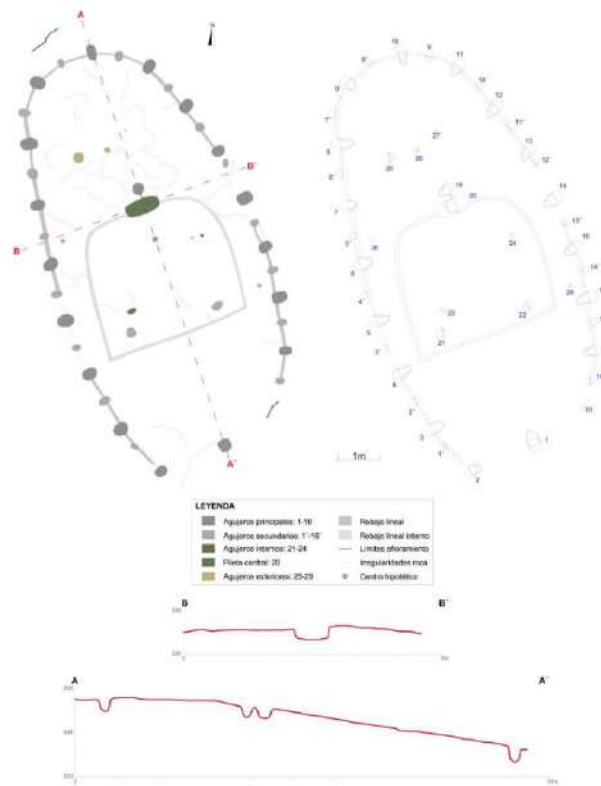 A
N
B´
B
A´
10
9´
11
8´
12
9
11´
7´
13
12´
27
26
25
8
6´
14
19
20
7
13´
15
24
5´
6
14´
4´
23
22
5
21
3´
4
2´
3
1´
1
2
1m
LEYENDA
Agujeros principales: 1-19
Rebaje lineal
Agujeros secundarios: 1´-16´
Rebaje lineal interno
Agujeros internos: 21-24
Límites afloramiento
Pileta central: 20
Irregularidades roca
Agujeros exteriores: 25-29
Centro hipotético
B B´
A A´